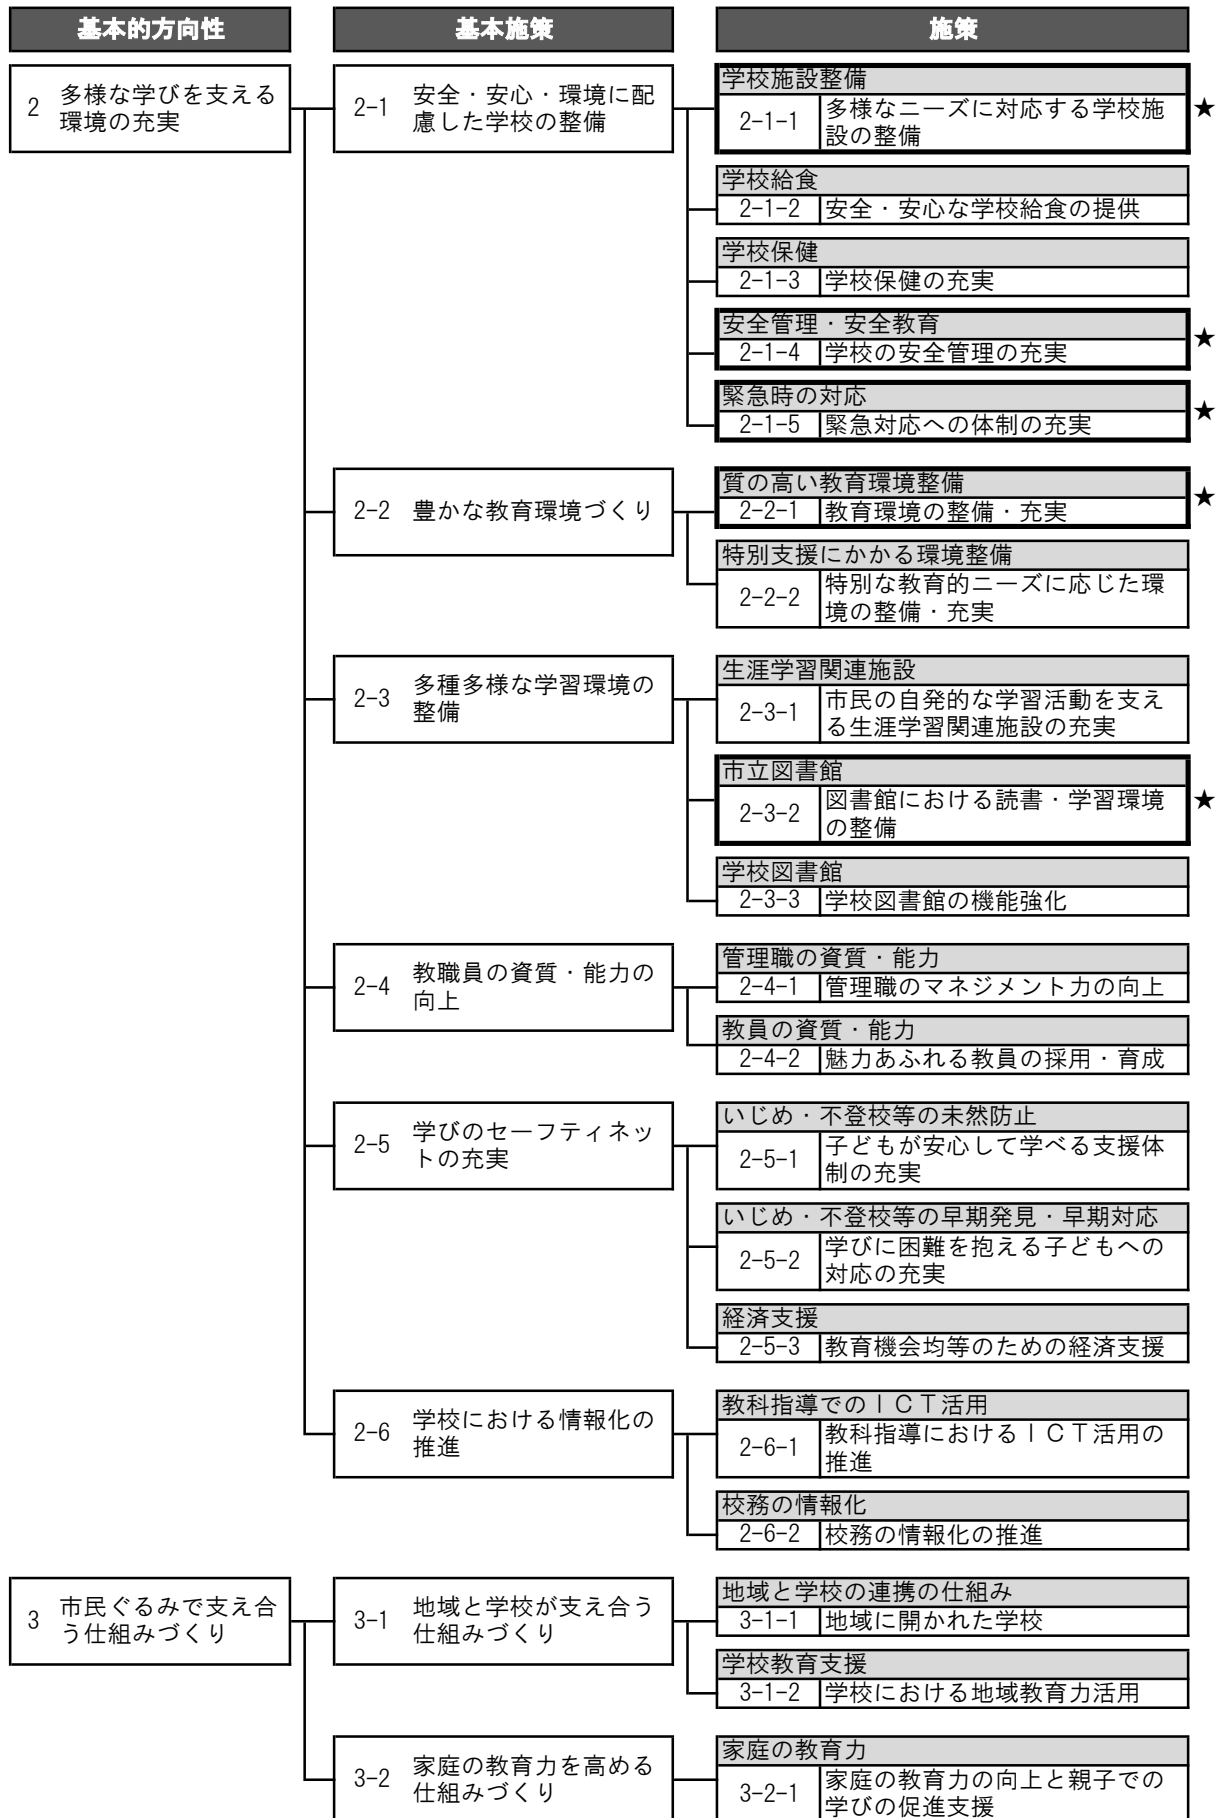 基本的方向性
基本施策
施策
2
多様な学びを支える
環境の充実
2-1
安全・安心・環境に配
慮した学校の整備
学校施設整備
2-1-1
多様なニーズに対応する学校施
設の整備
★
学校給食
2-1-2
安全・安心な学校給食の提供
学校保健
2-1-3
学校保健の充実
安全管理・安全教育
2-1-4
学校の安全管理の充実
★
緊急時の対応
2-1-5
緊急対応への体制の充実
★
2-2
豊かな教育環境づくり
質の高い教育環境整備
2-2-1
教育環境の整備・充実
★
特別支援にかかる環境整備
2-2-2
特別な教育的ニーズに応じた環
境の整備・充実
2-3
多種多様な学習環境の
整備
生涯学習関連施設
2-3-1
市民の自発的な学習活動を支え
る生涯学習関連施設の充実
市立図書館
2-3-2
図書館における読書・学習環境
の整備
★
学校図書館
2-3-3
学校図書館の機能強化
2-4
教職員の資質・能力の
向上
管理職の資質・能力
2-4-1
管理職のマネジメント力の向上
教員の資質・能力
2-4-2
魅力あふれる教員の採用・育成
2-5
学びのセーフティネッ
トの充実
いじめ・不登校等の未然防止
2-5-1
子どもが安心して学べる支援体
制の充実
いじめ・不登校等の早期発見・早期対応
2-5-2
学びに困難を抱える子どもへの
対応の充実
経済支援
2-5-3
教育機会均等のための経済支援
2-6
学校における情報化の
推進
教科指導でのＩＣＴ活用
2-6-1
教科指導におけるＩＣＴ活用の
推進
校務の情報化
2-6-2
校務の情報化の推進
3
市民ぐるみで支え合
う仕組みづくり
3-1
地域と学校が支え合う
仕組みづくり
地域と学校の連携の仕組み
3-1-1
地域に開かれた学校
学校教育支援
3-1-2
学校における地域教育力活用
3-2
家庭の教育力を高める
仕組みづくり
家庭の教育力
3-2-1
家庭の教育力の向上と親子での
学びの促進支援